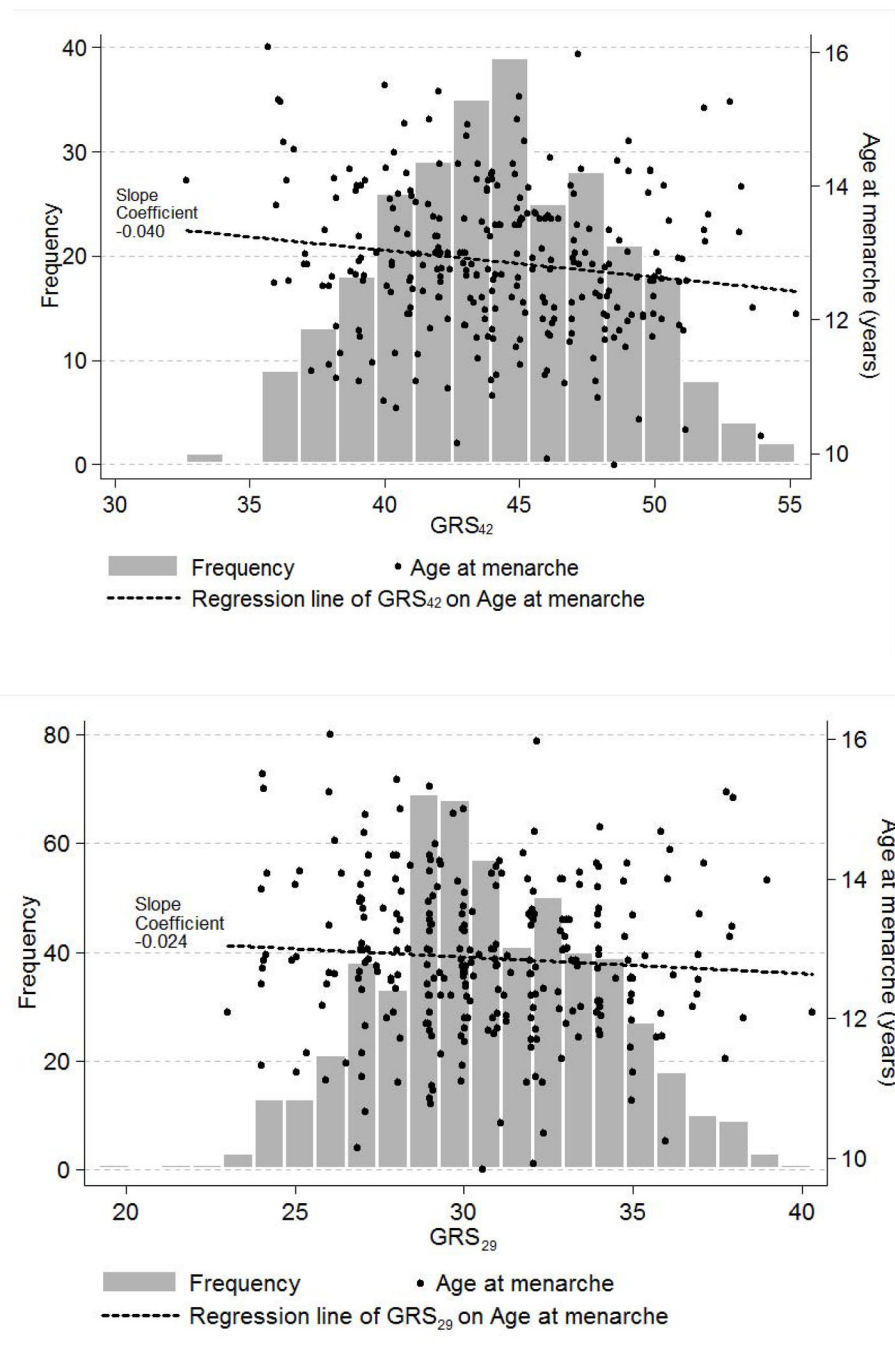 40
30
20
10
0
Frequency
16
14
12
10
Age at menarche (years)
Slope
Coefficient
-0.040
30 35 40 45 50 55
GRS42
Frequency Age at menarche
Regression line of GRS42 on Age at menarche
80
60
40
20
0
Frequency
16
14
12
10
Age at menarche (years)
Slope
Coefficient
-0.024
20 25 30 35 40
GRS29
Frequency Age at menarche
Regression line of GRS29 on Age at menarche